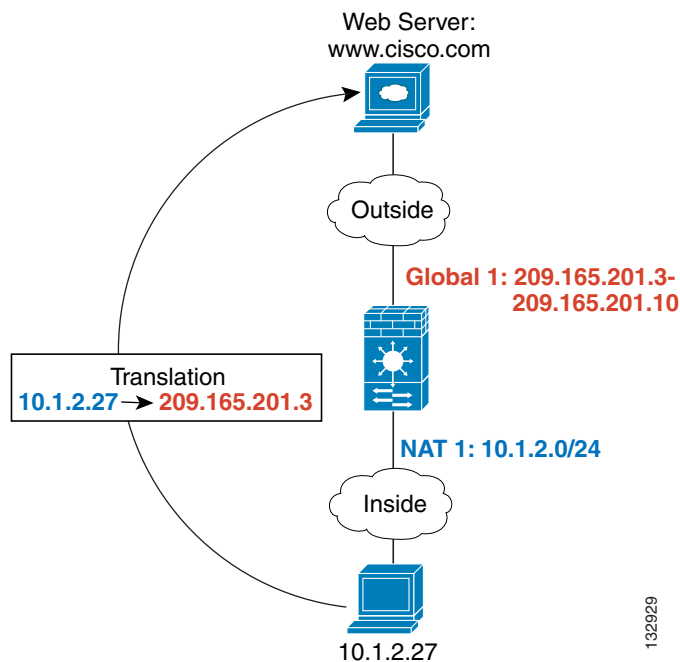 Web Server:
www.cisco.com
Outside
Global 1: 209.165.201.3-
209.165.201.10
Translation
10.1.2.27 209.165.201.3
NAT 1: 10.1.2.0/24
Inside
10.1.2.27
132929